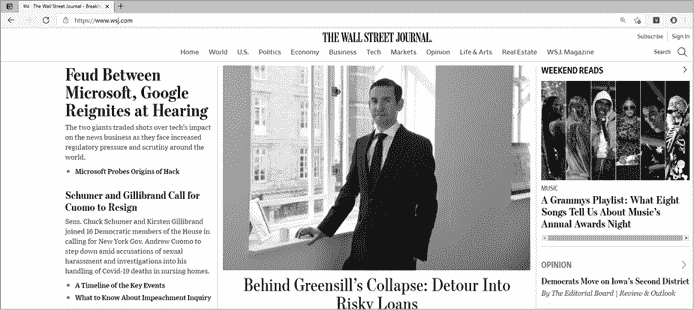 The Wall Street Journal - Breakin
https://www.wsj.com
THE WALL STREET JOURNAL.
Subscribe Sign In
Home World U.S. Politics Economy Business Tech Markets Opinion Life & Arts Real Estate WSJ. Magazine Search
Feud Between
Microsoft, Google
Reignites at Hearing
The two giants traded shots over tech's impact
on the news business as they face increased
regulatory pressure and scrutiny around the
world.
Microsoft Probes Origins of Hack
Schumer and Gillibrand Call for
Cuomo to Resign
Sens. Chuck Schumer and Kirsten Gillibrand
joined 16 Democratic members of the House in
calling for New York Gov. Andrew Cuomo to
step down amid accusations of sexual
harassment and investigations into his
handling of Covid-19 deaths in nursing homes.
A Timeline of the Key Events
What to Know About Impeachment Inquiry
Behind Greensill's Collapse: Detour Into
Risky Loans
WEEKEND READS
MUSIC
A Grammys Playlist: What Eight
Songs Tell Us About Music's
Annual Awards Night
OPINION
Democrats Move on Iowa's Second District
By The Editorial Board | Review & Outlook